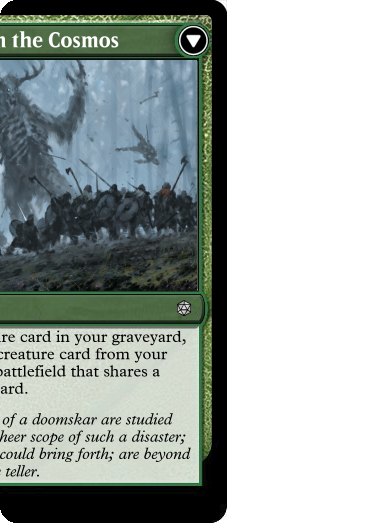 n the Cosmos
re card in your graveyard,
creature card from your
battlefield that shares a
ard.
of a doomskar are studied
heer scope of such a disaster;
could bring forth; are beyond
teller.